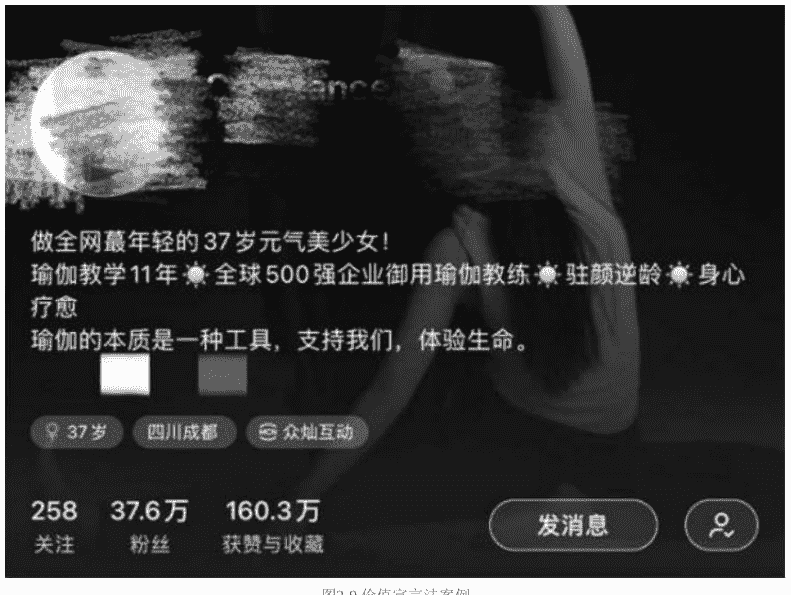 ance
做全网蕞年轻的37岁元气美少女！
瑜伽教学11年☀️全球500强企业御用瑜伽教练☀️驻颜逆龄☀️身心
疗愈
瑜伽的本质是一种工具，支持我们，体验生命。
37岁 四川成都 众灿互动
258 37.6万 160.3万
关注 粉丝 获赞与收藏
发消息